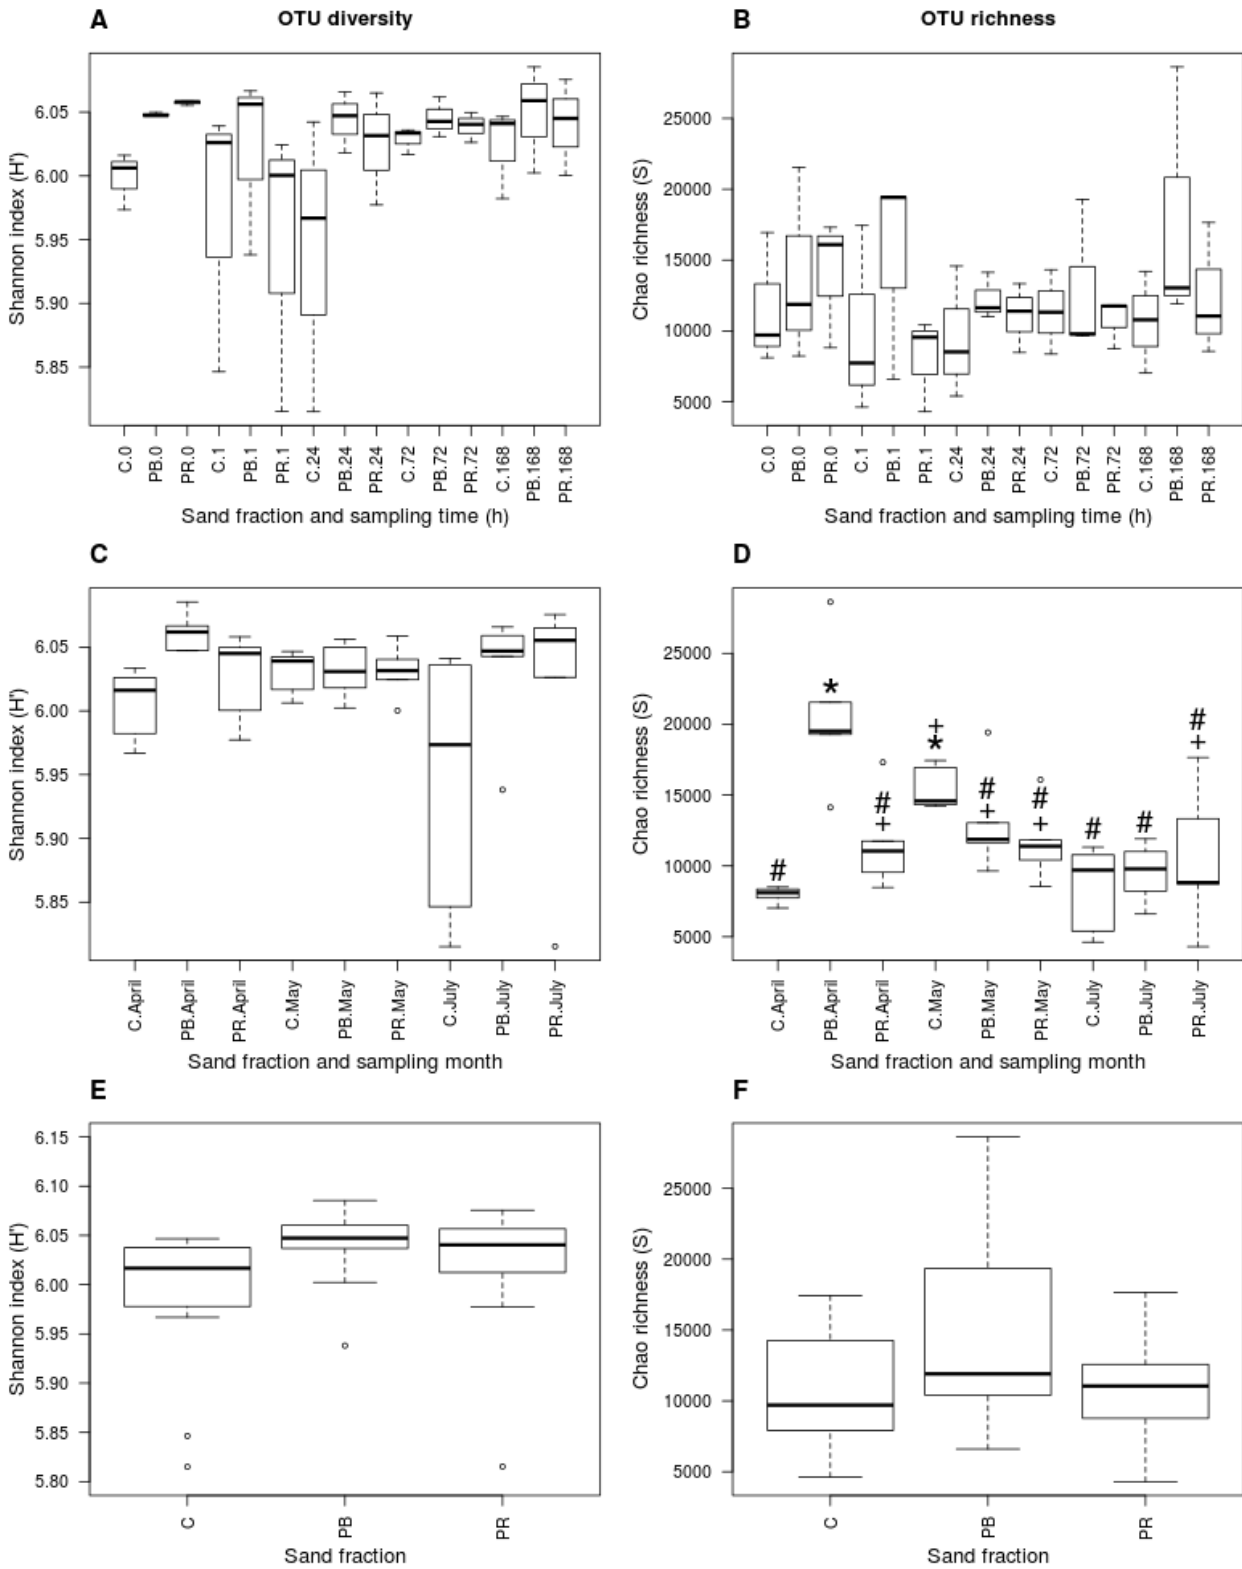 A
OTU diversity
B
OTU richness
Shannon index (H')
6.05
6.00
5.95
5.90
5.85
C.0
PB.0
PR.0
C.1
PB.1
PR.1
C.24
PB.24
PR.24
C.72
PB.72
PR.72
C.168
PB.168
PR.168
Sand fraction and sampling time (h)
Chao richness (S)
25000
20000
15000
10000
5000
C.0
PB.0
PR.0
C.1
PB.1
PR.1
C.24
PB.24
PR.24
C.72
PB.72
PR.72
C.168
PB.168
PR.168
Sand fraction and sampling time (h)
C
Shannon index (H')
6.05
6.00
5.95
5.90
5.85
C.April
PB.April
PR.April
C.May
PB.May
PR.May
C.July
PB.July
PR.July
Sand fraction and sampling month
D
Chao richness (S)
25000
20000
15000
10000
5000
#
*
#
+
+
*
#
+
#
+
#
#
#
+
C.April
PB.April
PR.April
C.May
PB.May
PR.May
C.July
PB.July
PR.July
Sand fraction and sampling month
E
Shannon index (H')
6.15
6.10
6.05
6.00
5.95
5.90
5.85
5.80
C
PB
PR
Sand fraction
F
Chao richness (S)
25000
20000
15000
10000
5000
C
PB
PR
Sand fraction